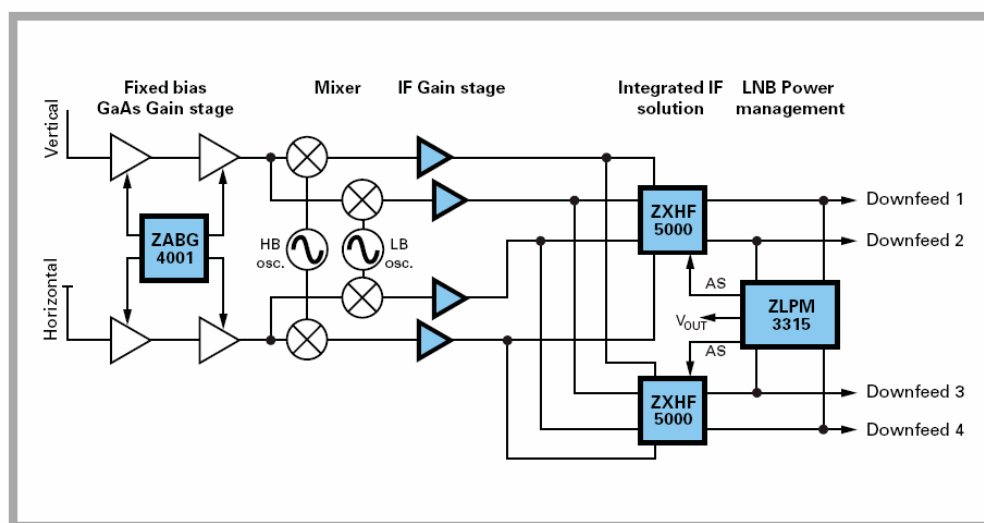 Fixed bias
GaAs Gain stage
Mixer
IF Gain stage
Integrated IF
solution
LNB Power
management
Vertical
Horizontal
ZABG
4001
HB
osc.
LB
osc.
ZXHF
5000
ZXHF
5000
AS
VOUT
AS
ZLPM
3315
Downfeed 1
Downfeed 2
Downfeed 3
Downfeed 4